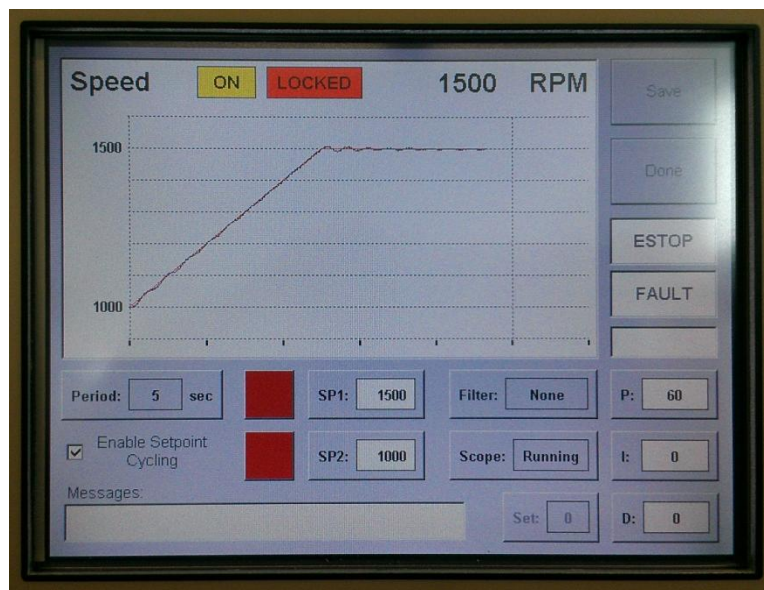 Speed ON LOCKED 1500 RPM
Save
1500
Done
ESTOP
FAULT
1000
Period: 5 sec
SP1: 1500
Filter: None
P: 60
Enable Setpoint
Cycling
SP2: 1000
Scope: Running
I: 0
Messages:
Set: 0
D: 0